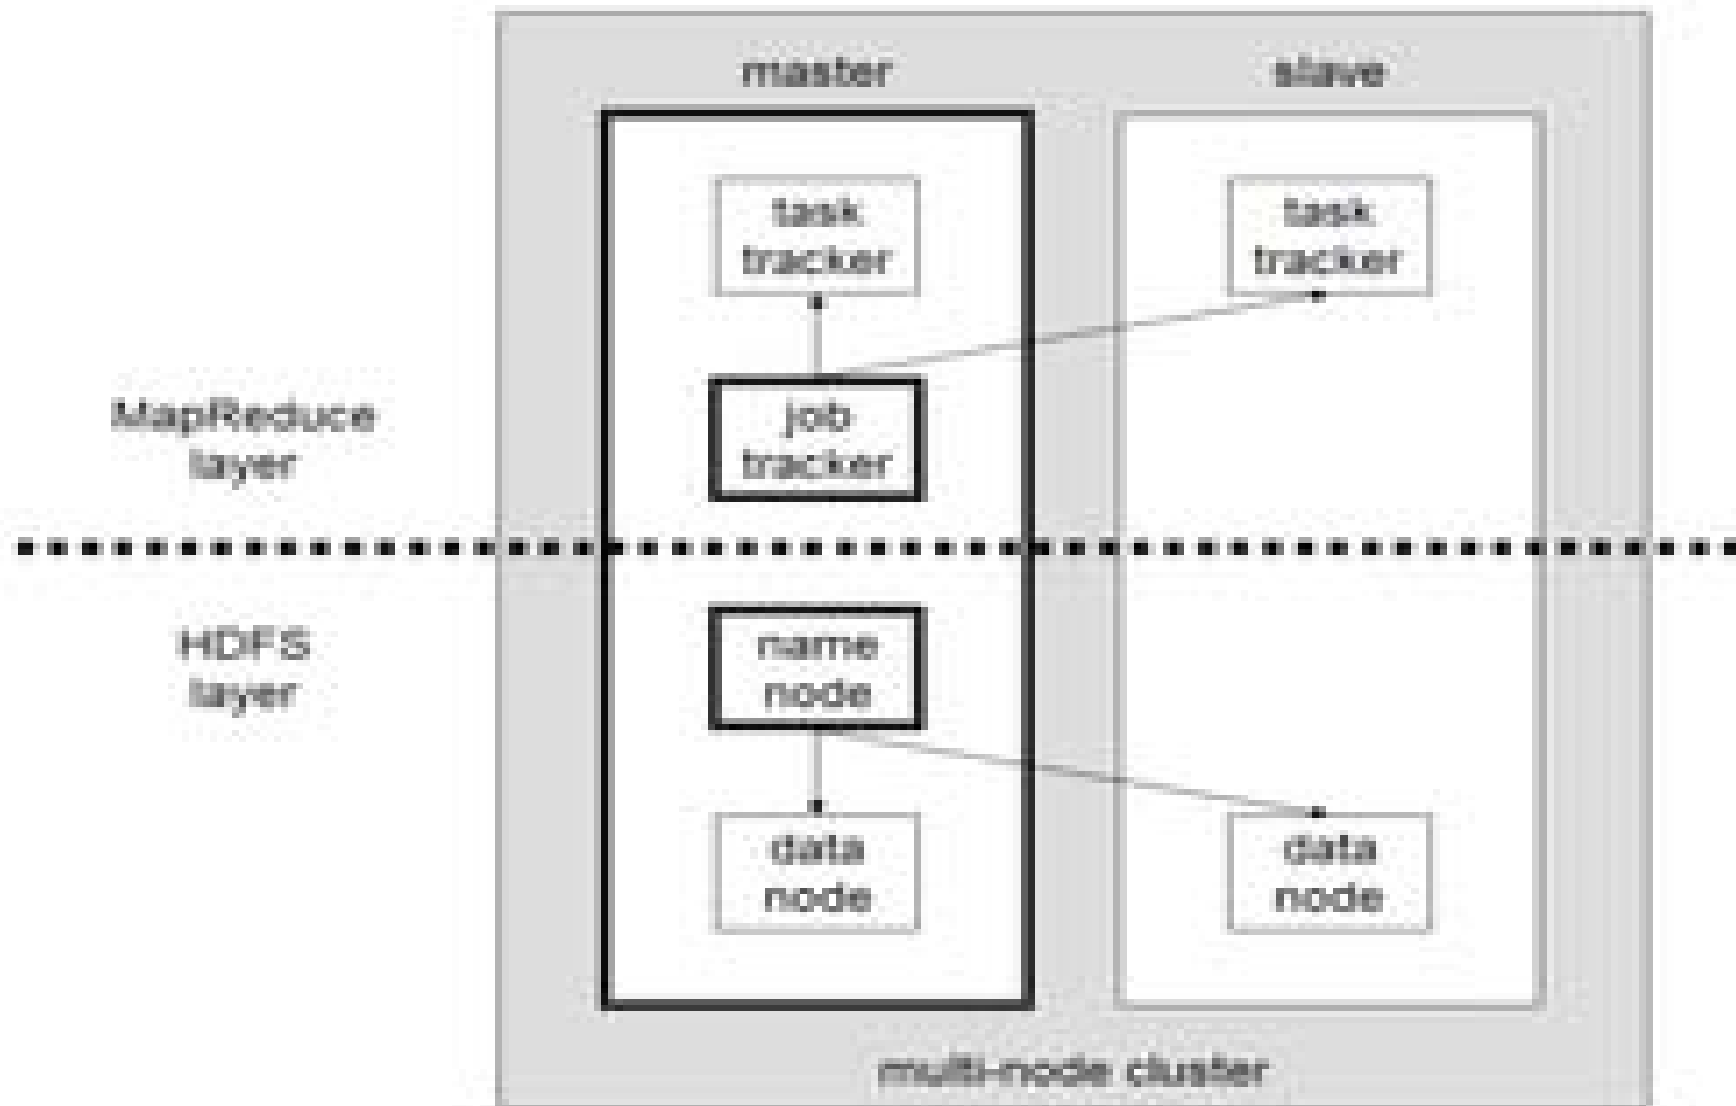 master
slave
task
tracker
task
tracker
MapReduce
layer
job
tracker
HDFS
layer
name
node
data
node
data
node
multi-node cluster